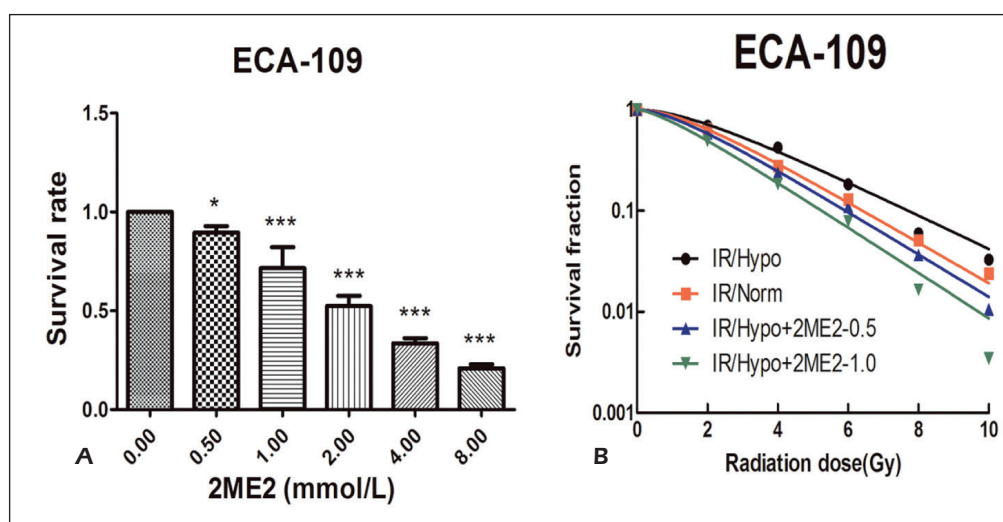 ECA-109
Survival rate
1.5
1.0
0.5
0.0
*
***
***
***
***
0.00
0.50
1.00
2.00
4.00
8.00
2ME2 (mmol/L)
A
ECA-109
Survival fraction
1
0.1
0.01
0.001
IR/Hypo
IR/Norm
IR/Hypo+2ME2-0.5
IR/Hypo+2ME2-1.0
0
2
4
6
8
10
Radiation dose(Gy)
B